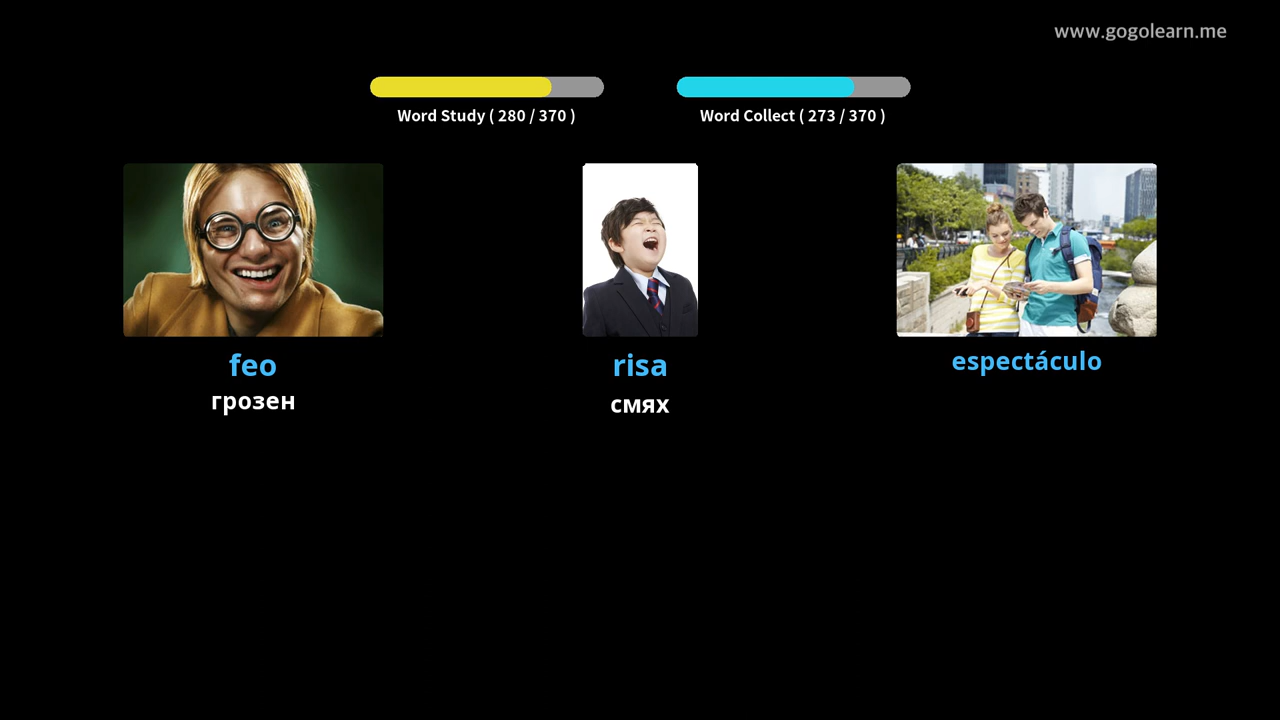 www.gogolearn.me
Word Study ( 280 / 370 )
Word Collect ( 273 / 370 )
feo
risa
espectáculo
грозен
смях